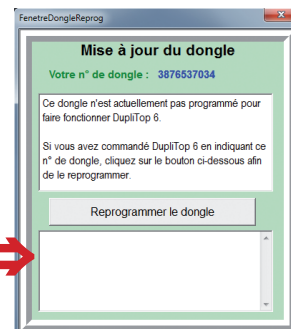 FenetreDongleReprog
Mise à jour du dongle
Votre n° de dongle : 3876537034
Ce dongle n'est actuellement pas programmé pour
faire fonctionner DupliTop 6.
Si vous avez commandé DupliTop 6 en indiquant ce
n° de dongle, cliquez sur le bouton ci-dessous afin
de le reprogrammer.
Reprogrammer le dongle